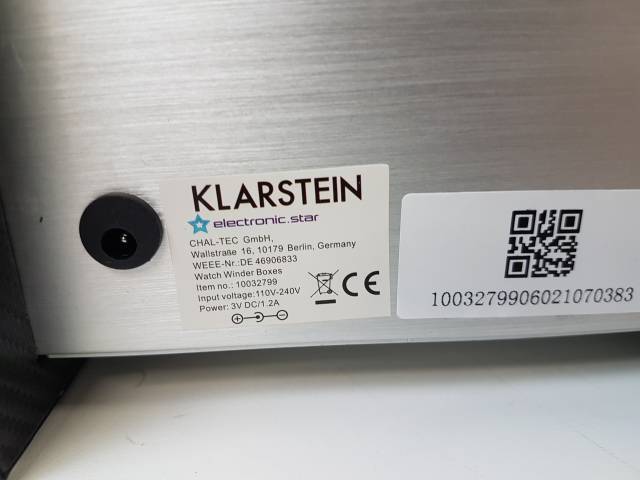 KLARSTEIN
electronic.star
CHAL-TEC GmbH,
Wallstraße 16, 10179 Berlin, Germany
WEEE-Nr.:DE 46906833
Watch Winder Boxes
Item no.: 10032799
Input voltage:110V-240V
Power: 3V DC/1.2A
CE
1003279906021070383